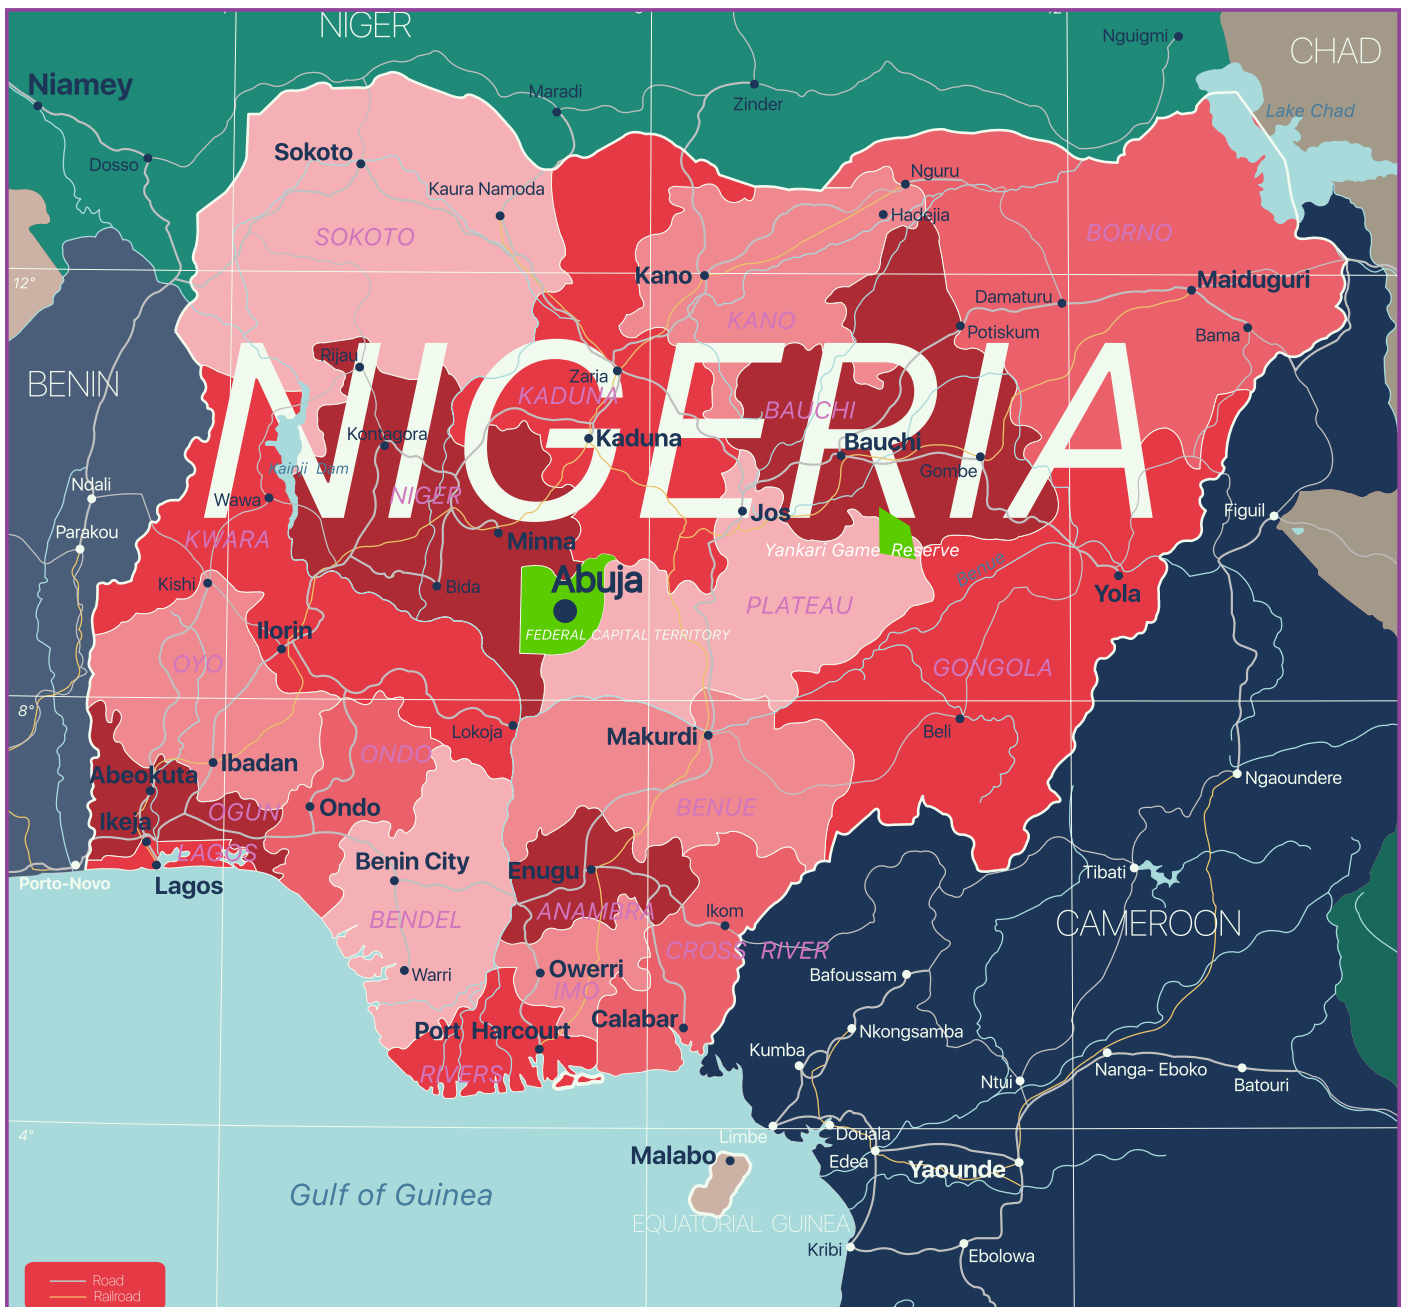 NIGER
CHAD
Nguigmi
Niamey
Maradi
Zinder
Lake Chad
Dosso
Sokoto
Kaura Namoda
Nguru
Hadejia
SOKOTO
BORNO
12°
Kano
Maiduguri
Damaturu
KANO
Potiskum
Bama
Rijau
NIGERIA
Zaria
BENIN
KADUNA
BAUCHI
Kontagora
Kaduna
Bauchi
Gombe
ainji Dam
Ndali
Wawa
NIGER
Jos
Figuil
Parakou
KWARA
Minna
Yankari Game Reserve
Benue
Kishi
Bida
Abuja
Yola
PLATEAU
Ilorin
FEDERAL CAPITAL TERRITORY
OYO
GONGOLA
8°
Lokoja
Makurdi
Beli
ONDO
Ibadan
Abeokuta
Ngaoundere
OGUN
Ondo
BENUE
Ikeja
LAGOS
Benin City
Enugu
Tibati
Porto-Novo
Lagos
BENDEL
ANAMBRA
Ikom
CAMEROON
CROSS RIVER
Warri
Owerri
Bafoussam
IMO
Port Harcourt
Calabar
Nkongsamba
Kumba
RIVERS
Nanga- Eboko
Ntui
Batouri
4°
Limbe
Douala
Malabo
Edea
Yaounde
Gulf of Guinea
EQUATORIAL GUINEA
Kribi
Ebolowa
Road
Railroad